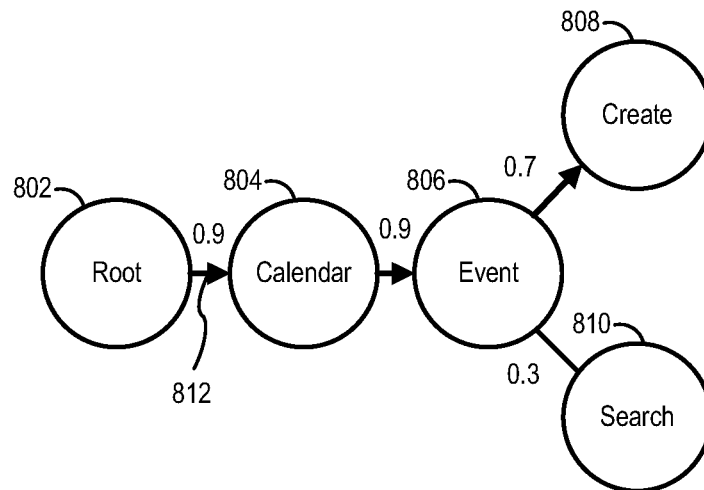 808
Create
802
804
806
0.7
0.9
0.9
Root
Calendar
Event
810
812
0.3
Search